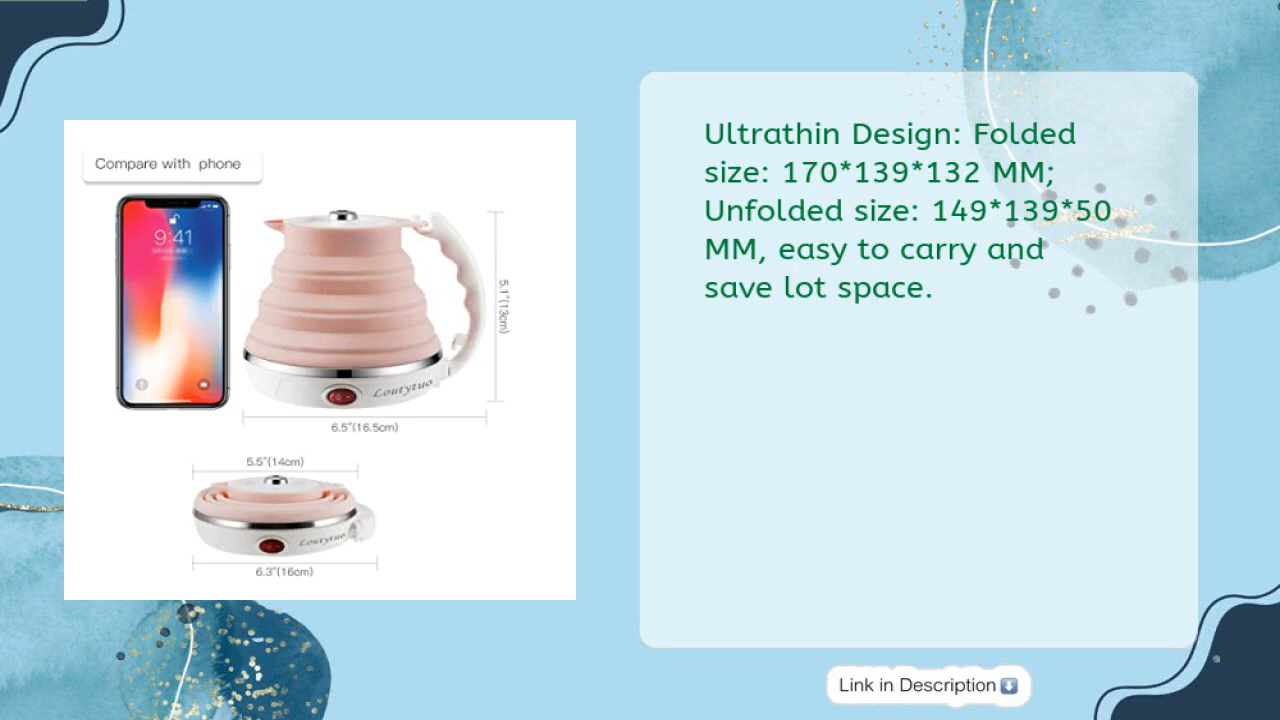 Compare with phone
9:41
5.1"(13cm)
Loutytuo
6.5"(16.5cm)
5.5"(14cm)
Loutytuo
6.3"(16cm)
Ultrathin Design: Folded
size: 170*139*132 MM;
Unfolded size: 149*139*50
MM, easy to carry and
save lot space.
Link in Description